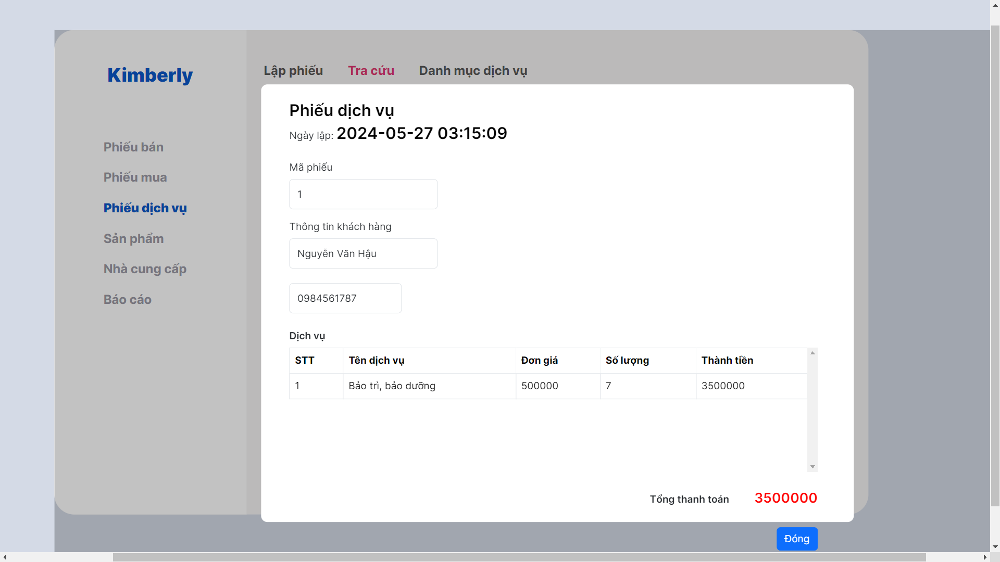 Kimberly
Phiếu bán
Phiếu mua
Phiếu dịch vụ
Sản phẩm
Nhà cung cấp
Báo cáo
Lập phiếu Tra cứu Danh mục dịch vụ
Phiếu dịch vụ
Ngày lập: 2024-05-27 03:15:09
Mã phiếu
1
Thông tin khách hàng
Nguyễn Văn Hậu
0984561787
Dịch vụ
STT Tên dịch vụ Đơn giá Số lượng Thành tiền
1 Bảo trì, bảo dưỡng 500000 7 3500000
Tổng thanh toán 3500000
Đóng